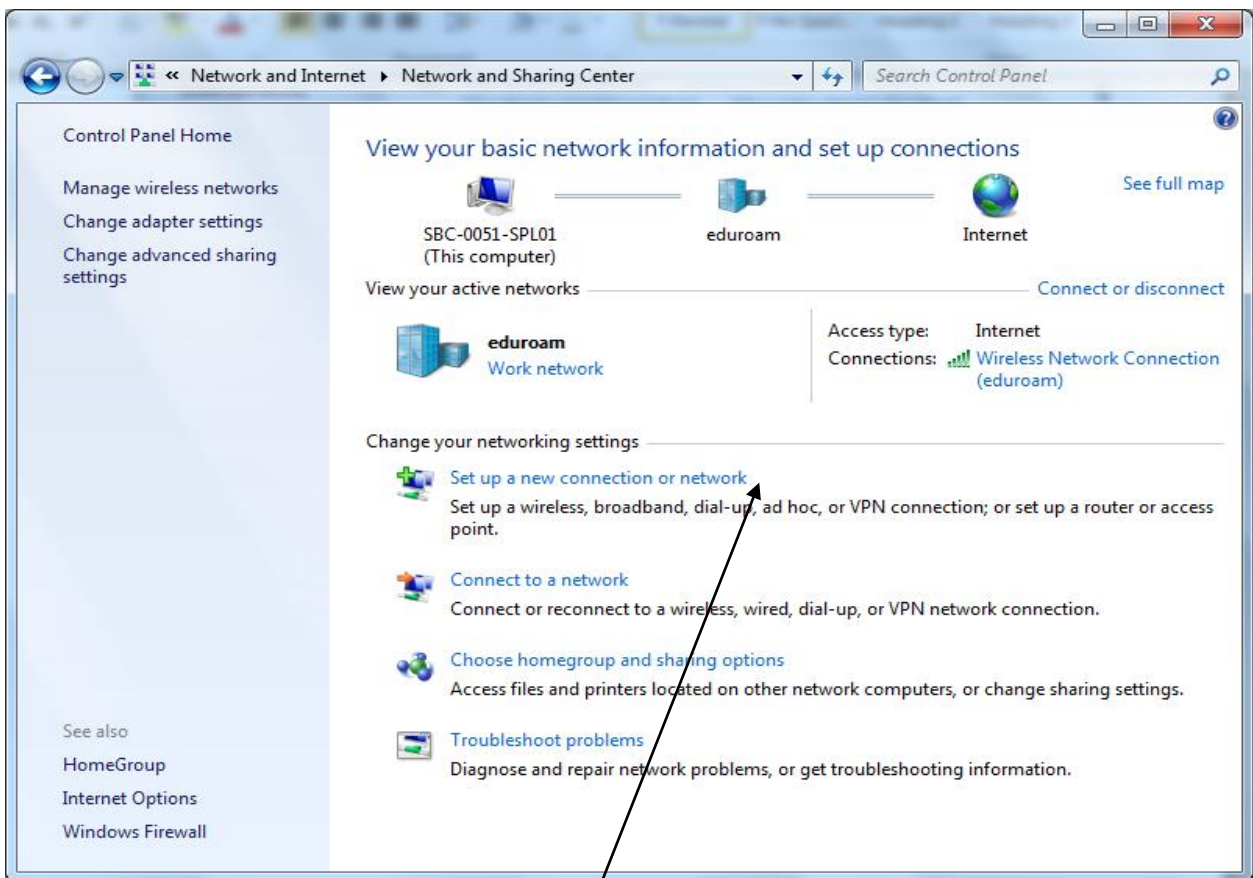 « Network and Internet ▸ Network and Sharing Center
Search Control Panel
Control Panel Home
Manage wireless networks
Change adapter settings
Change advanced sharing
settings
See also
HomeGroup
Internet Options
Windows Firewall
View your basic network information and set up connections
See full map
SBC-0051-SPL01
(This computer)
eduroam
Internet
View your active networks
Connect or disconnect
eduroam
Work network
Access type: Internet
Connections: Wireless Network Connection
(eduroam)
Change your networking settings
Set up a new connection or network
Set up a wireless, broadband, dial-up, ad hoc, or VPN connection; or set up a router or access
point.
Connect to a network
Connect or reconnect to a wireless, wired, dial-up, or VPN network connection.
Choose homegroup and sharing options
Access files and printers located on other network computers, or change sharing settings.
Troubleshoot problems
Diagnose and repair network problems, or get troubleshooting information.